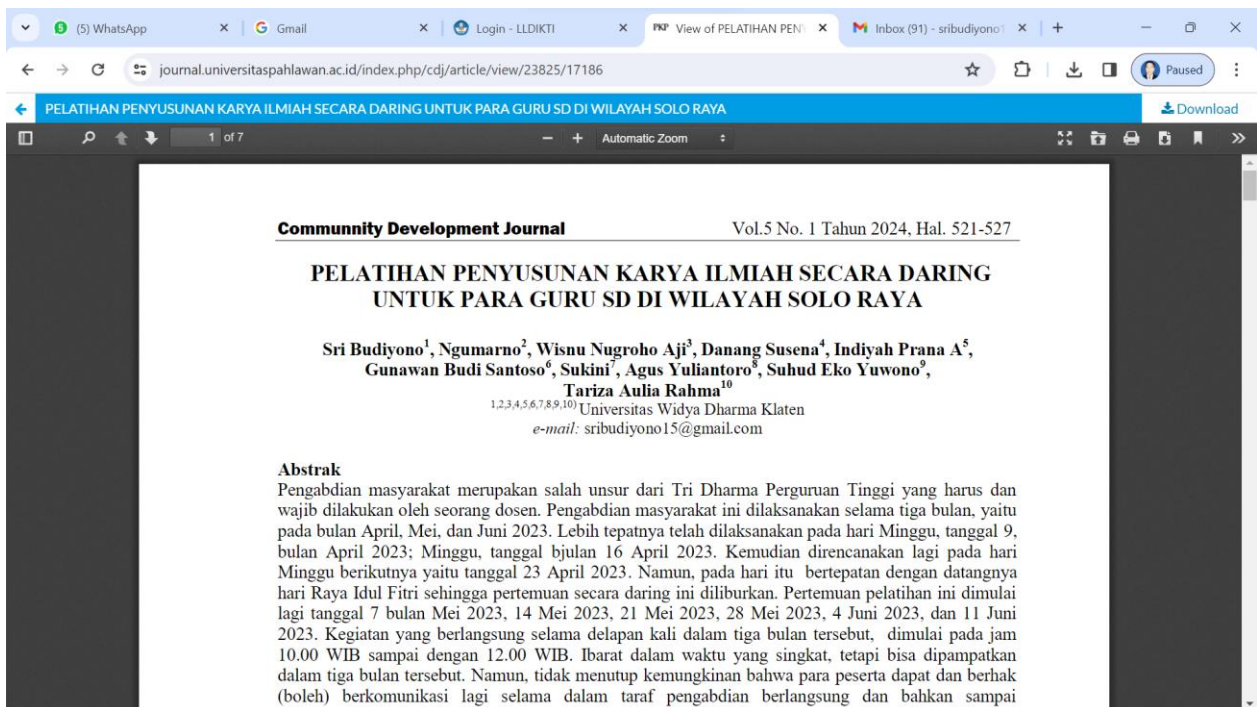 (5) WhatsApp
Gmail
Login - LLDIKTI
PKP View of PELATIHAN PEN
Inbox (91) - sribudiyono1
journal.universitaspahlawan.ac.id/index.php/cdj/article/view/23825/17186
Paused
PELATIHAN PENYUSUNAN KARYA ILMIAH SECARA DARING UNTUK PARA GURU SD DI WILAYAH SOLO RAYA
Download
1 of 7
Automatic Zoom
Communnity Development Journal Vol.5 No. 1 Tahun 2024, Hal. 521-527
PELATIHAN PENYUSUNAN KARYA ILMIAH SECARA DARING
UNTUK PARA GURU SD DI WILAYAH SOLO RAYA
Sri Budiyono1, Ngumarno2, Wisnu Nugroho Aji3, Danang Susena4, Indiyah Prana A5,
Gunawan Budi Santoso6, Sukini7, Agus Yuliantoro8, Suhud Eko Yuwono9,
Tariza Aulia Rahma10
1,2,3,4,5,6,7,8,9,10) Universitas Widya Dharma Klaten
e-mail: sribudiyono15@gmail.com
Abstrak
Pengabdian masyarakat merupakan salah unsur dari Tri Dharma Perguruan Tinggi yang harus dan
wajib dilakukan oleh seorang dosen. Pengabdian masyarakat ini dilaksanakan selama tiga bulan, yaitu
pada bulan April, Mei, dan Juni 2023. Lebih tepatnya telah dilaksanakan pada hari Minggu, tanggal 9,
bulan April 2023; Minggu, tanggal bjulan 16 April 2023. Kemudian direncanakan lagi pada hari
Minggu berikutnya yaitu tanggal 23 April 2023. Namun, pada hari itu bertepatan dengan datangnya
hari Raya Idul Fitri sehingga pertemuan secara daring ini diliburkan. Pertemuan pelatihan ini dimulai
lagi tanggal 7 bulan Mei 2023, 14 Mei 2023, 21 Mei 2023, 28 Mei 2023, 4 Juni 2023, dan 11 Juni
2023. Kegiatan yang berlangsung selama delapan kali dalam tiga bulan tersebut, dimulai pada jam
10.00 WIB sampai dengan 12.00 WIB. Ibarat dalam waktu yang singkat, tetapi bisa dipampatkan
dalam tiga bulan tersebut. Namun, tidak menutup kemungkinan bahwa para peserta dapat dan berhak
(boleh) berkomunikasi lagi selama dalam taraf pengabdian berlangsung dan bahkan sampai